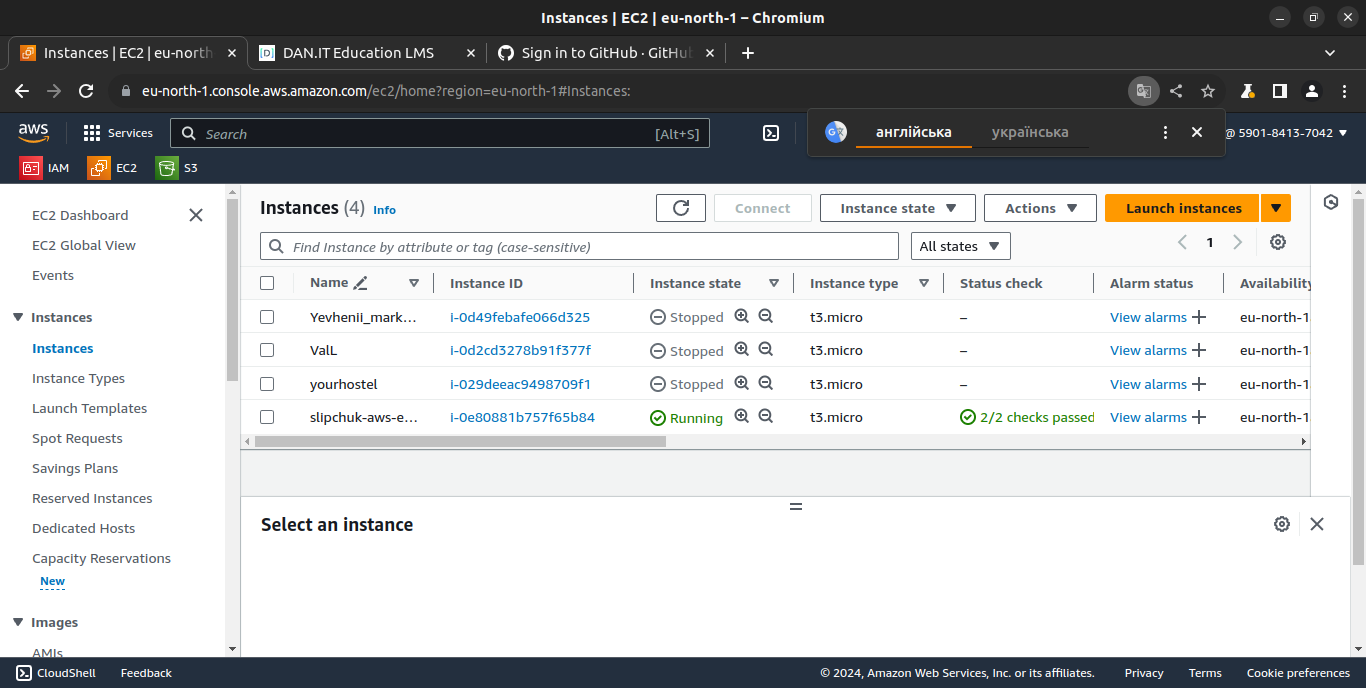 Instances | EC2 | eu-north-1 – Chromium
Instances | EC2 | eu-north DAN.IT Education LMS Sign in to GitHub · GitHu
eu-north-1.console.aws.amazon.com/ec2/home?region=eu-north-1#Instances:
aws Services Search [Alt+S] англійська українська @ 5901-8413-7042
IAM EC2 S3
EC2 Dashboard
EC2 Global View
Events
Instances
Instances
Instance Types
Launch Templates
Spot Requests
Savings Plans
Reserved Instances
Dedicated Hosts
Capacity Reservations
New
Images
AMIs
Instances (4) Info Connect Instance state Actions Launch instances
Find Instance by attribute or tag (case-sensitive) All states 1
Name Instance ID Instance state Instance type Status check Alarm status Availability
Yevhenii_mark... i-0d49febafe066d325 Stopped t3.micro – View alarms + eu-north-1
ValL i-0d2cd3278b91f377f Stopped t3.micro – View alarms + eu-north-1
yourhostel i-029deeac9498709f1 Stopped t3.micro – View alarms + eu-north-1
slipchuk-aws-e... i-0e80881b757f65b84 Running t3.micro 2/2 checks passed View alarms + eu-north-1
Select an instance
CloudShell Feedback © 2024, Amazon Web Services, Inc. or its affiliates. Privacy Terms Cookie preferences